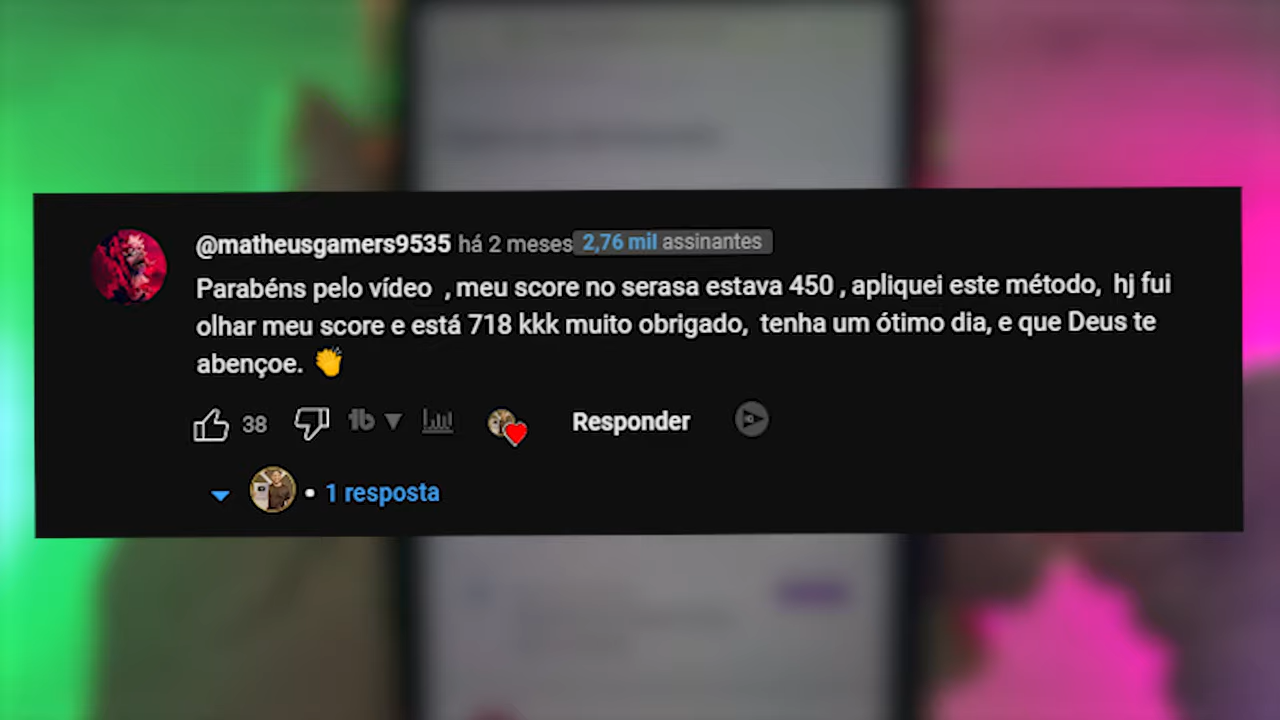 @matheusgamers9535 há 2 meses 2,76 mil assinantes
Parabéns pelo vídeo , meu score no serasa estava 450 , apliquei este método, hj fui
olhar meu score e está 718 kkk muito obrigado, tenha um ótimo dia, e que Deus te
abençoe. 👏
38 Responder
• 1 resposta